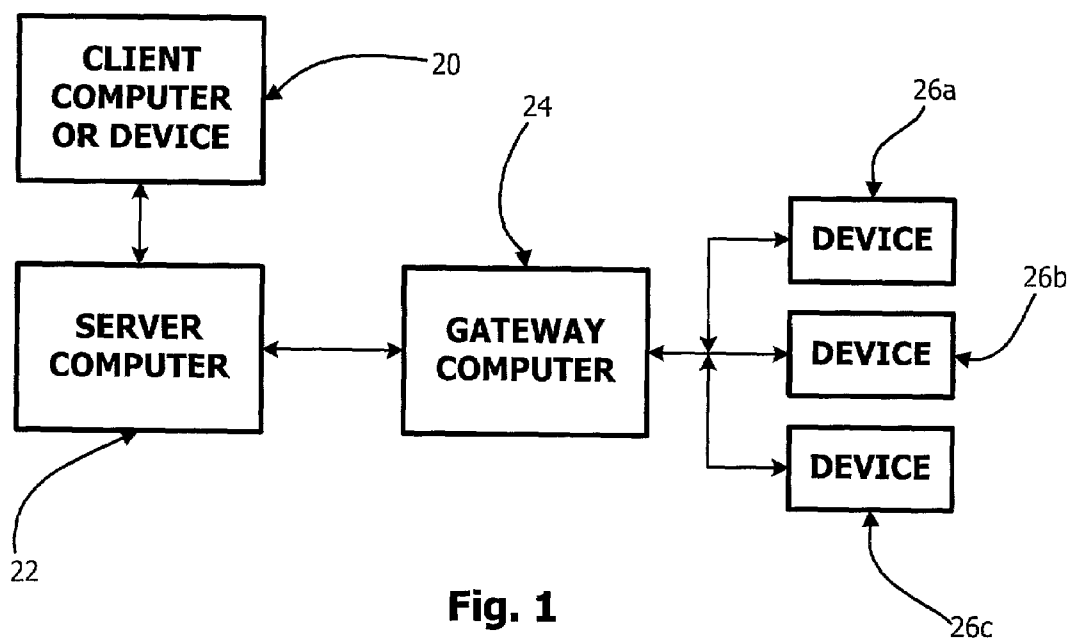 CLIENT
COMPUTER
OR DEVICE
20
24
26a
DEVICE
SERVER
COMPUTER
GATEWAY
COMPUTER
DEVICE
26b
DEVICE
22
26c
Fig. 1